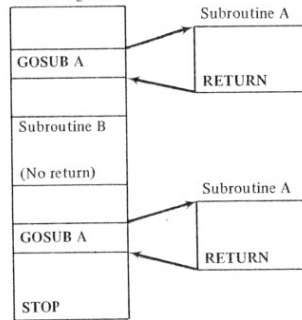 Subroutine A
GOSUB A
RETURN
Subroutine B
(No return)
Subroutine A
GOSUB A
RETURN
STOP